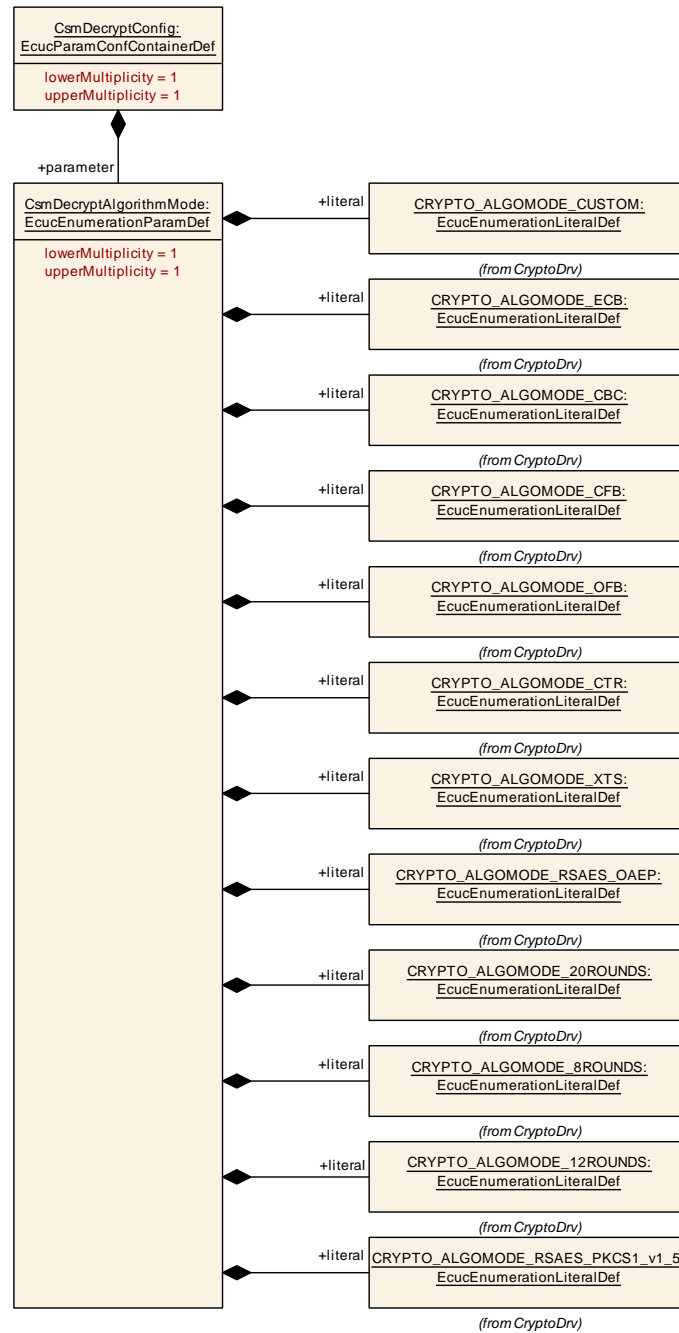 CsmDecryptConfig:
EcucParamConfContainerDef
lowerMultiplicity = 1
upperMultiplicity = 1
+parameter
CsmDecryptAlgorithmMode:
EcucEnumerationParamDef
lowerMultiplicity = 1
upperMultiplicity = 1
+literal
CRYPTO_ALGOMODE_CUSTOM:
EcucEnumerationLiteralDef
(from CryptoDrv)
+literal
CRYPTO_ALGOMODE_ECB:
EcucEnumerationLiteralDef
(from CryptoDrv)
+literal
CRYPTO_ALGOMODE_CBC:
EcucEnumerationLiteralDef
(from CryptoDrv)
+literal
CRYPTO_ALGOMODE_CFB:
EcucEnumerationLiteralDef
(from CryptoDrv)
+literal
CRYPTO_ALGOMODE_OFB:
EcucEnumerationLiteralDef
(from CryptoDrv)
+literal
CRYPTO_ALGOMODE_CTR:
EcucEnumerationLiteralDef
(from CryptoDrv)
+literal
CRYPTO_ALGOMODE_XTS:
EcucEnumerationLiteralDef
(from CryptoDrv)
+literal
CRYPTO_ALGOMODE_RSAES_OAEP:
EcucEnumerationLiteralDef
(from CryptoDrv)
+literal
CRYPTO_ALGOMODE_20ROUNDS:
EcucEnumerationLiteralDef
(from CryptoDrv)
+literal
CRYPTO_ALGOMODE_8ROUNDS:
EcucEnumerationLiteralDef
(from CryptoDrv)
+literal
CRYPTO_ALGOMODE_12ROUNDS:
EcucEnumerationLiteralDef
(from CryptoDrv)
+literal
CRYPTO_ALGOMODE_RSAES_PKCS1_v1_5
EcucEnumerationLiteralDef
(from CryptoDrv)